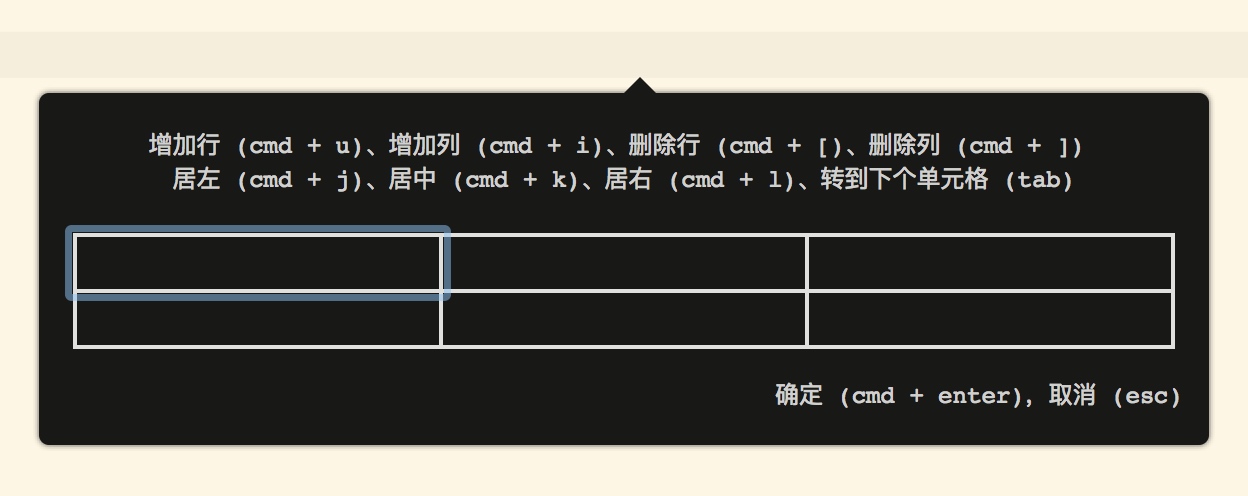 增加行 (cmd + u)、增加列 (cmd + i)、删除行 (cmd + [)、删除列 (cmd + ])
居左 (cmd + j)、居中 (cmd + k)、居右 (cmd + l)、转到下个单元格 (tab)
确定 (cmd + enter), 取消 (esc)